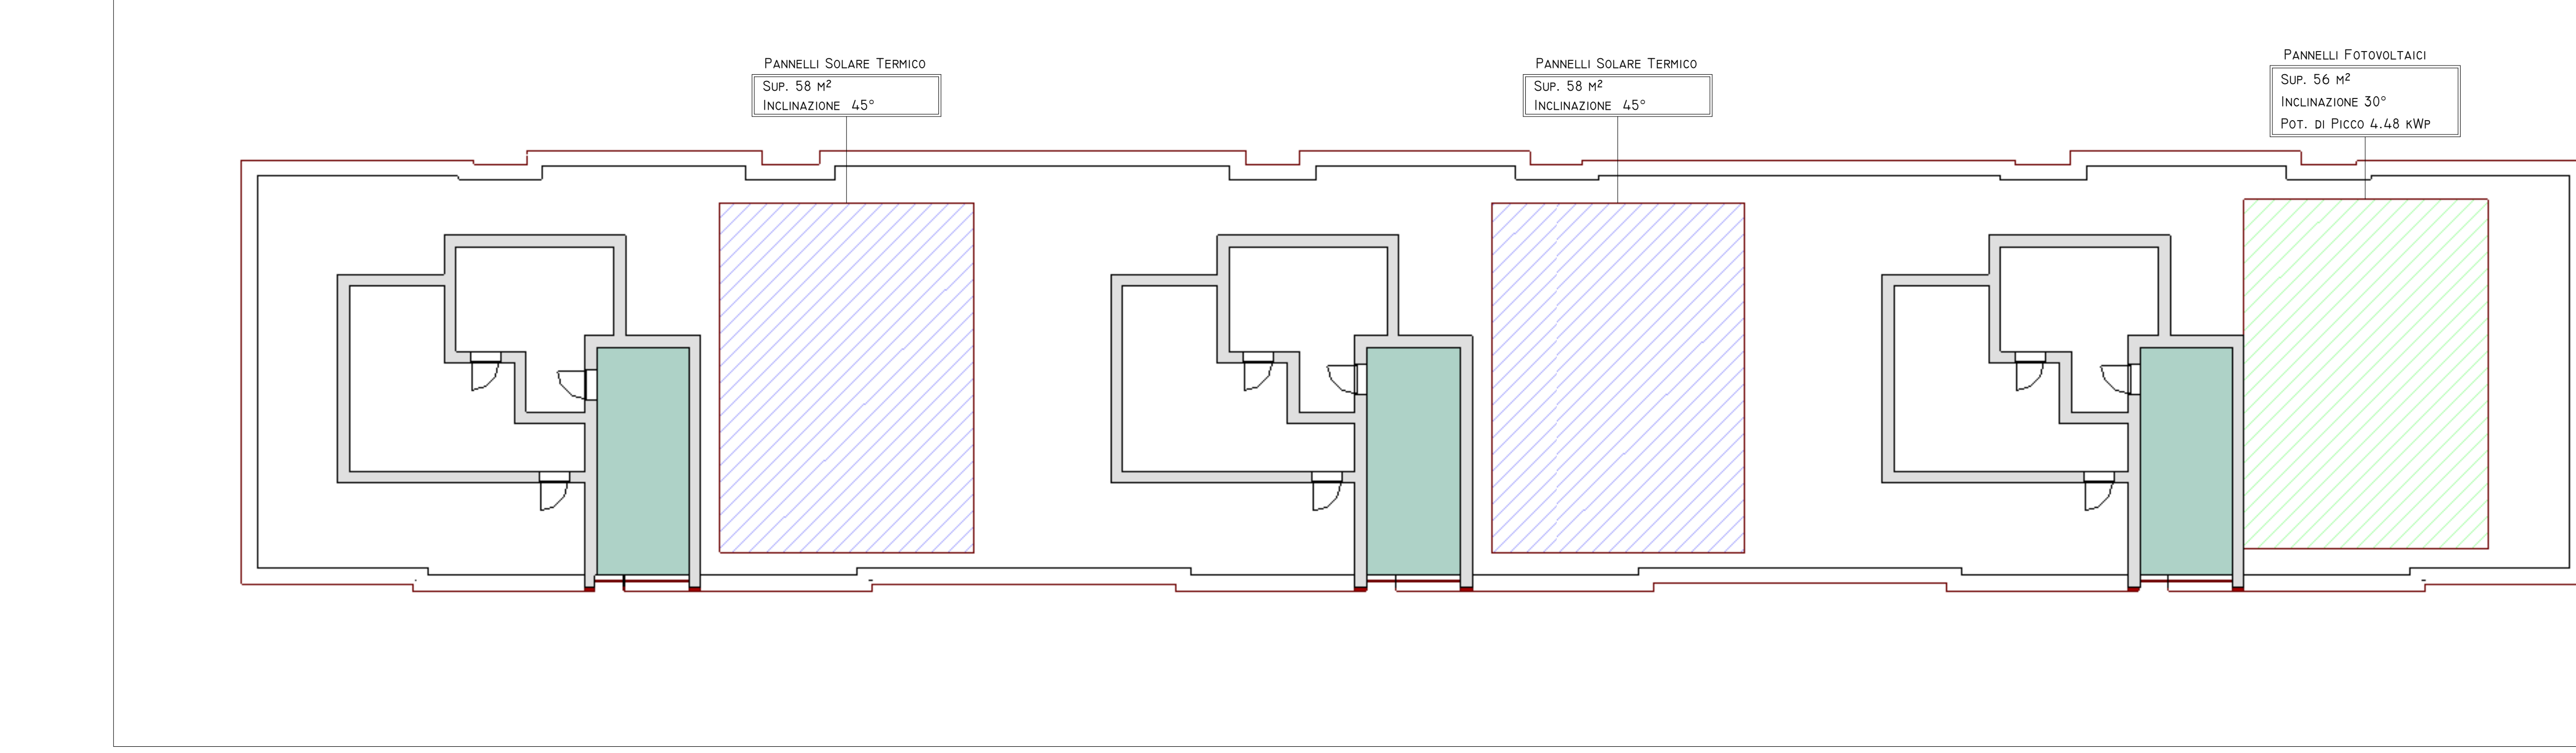 Pannelli Solare Termico
Sup. 58 m²
Inclinazione 45°
Pannelli Solare Termico
Sup. 58 m²
Inclinazione 45°
Pannelli Fotovoltaici
Sup. 56 m²
Inclinazione 30°
Pot. di Picco 4.48 kWp